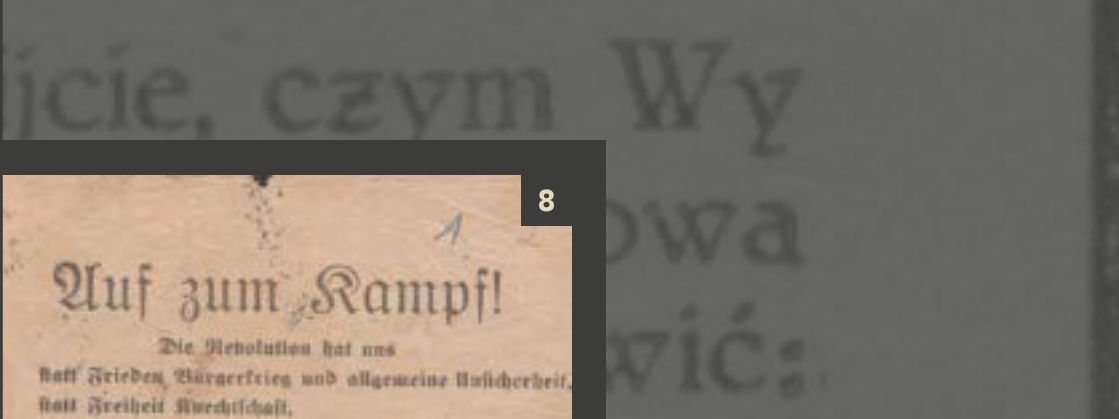 jcie, czym Wy
owa
wić:
8
Auf zum Kampf!
Die Revolution hat uns
statt Frieden Bürgerkrieg und allgemeine Unsicherheit,
statt Freiheit Knechtschaft,